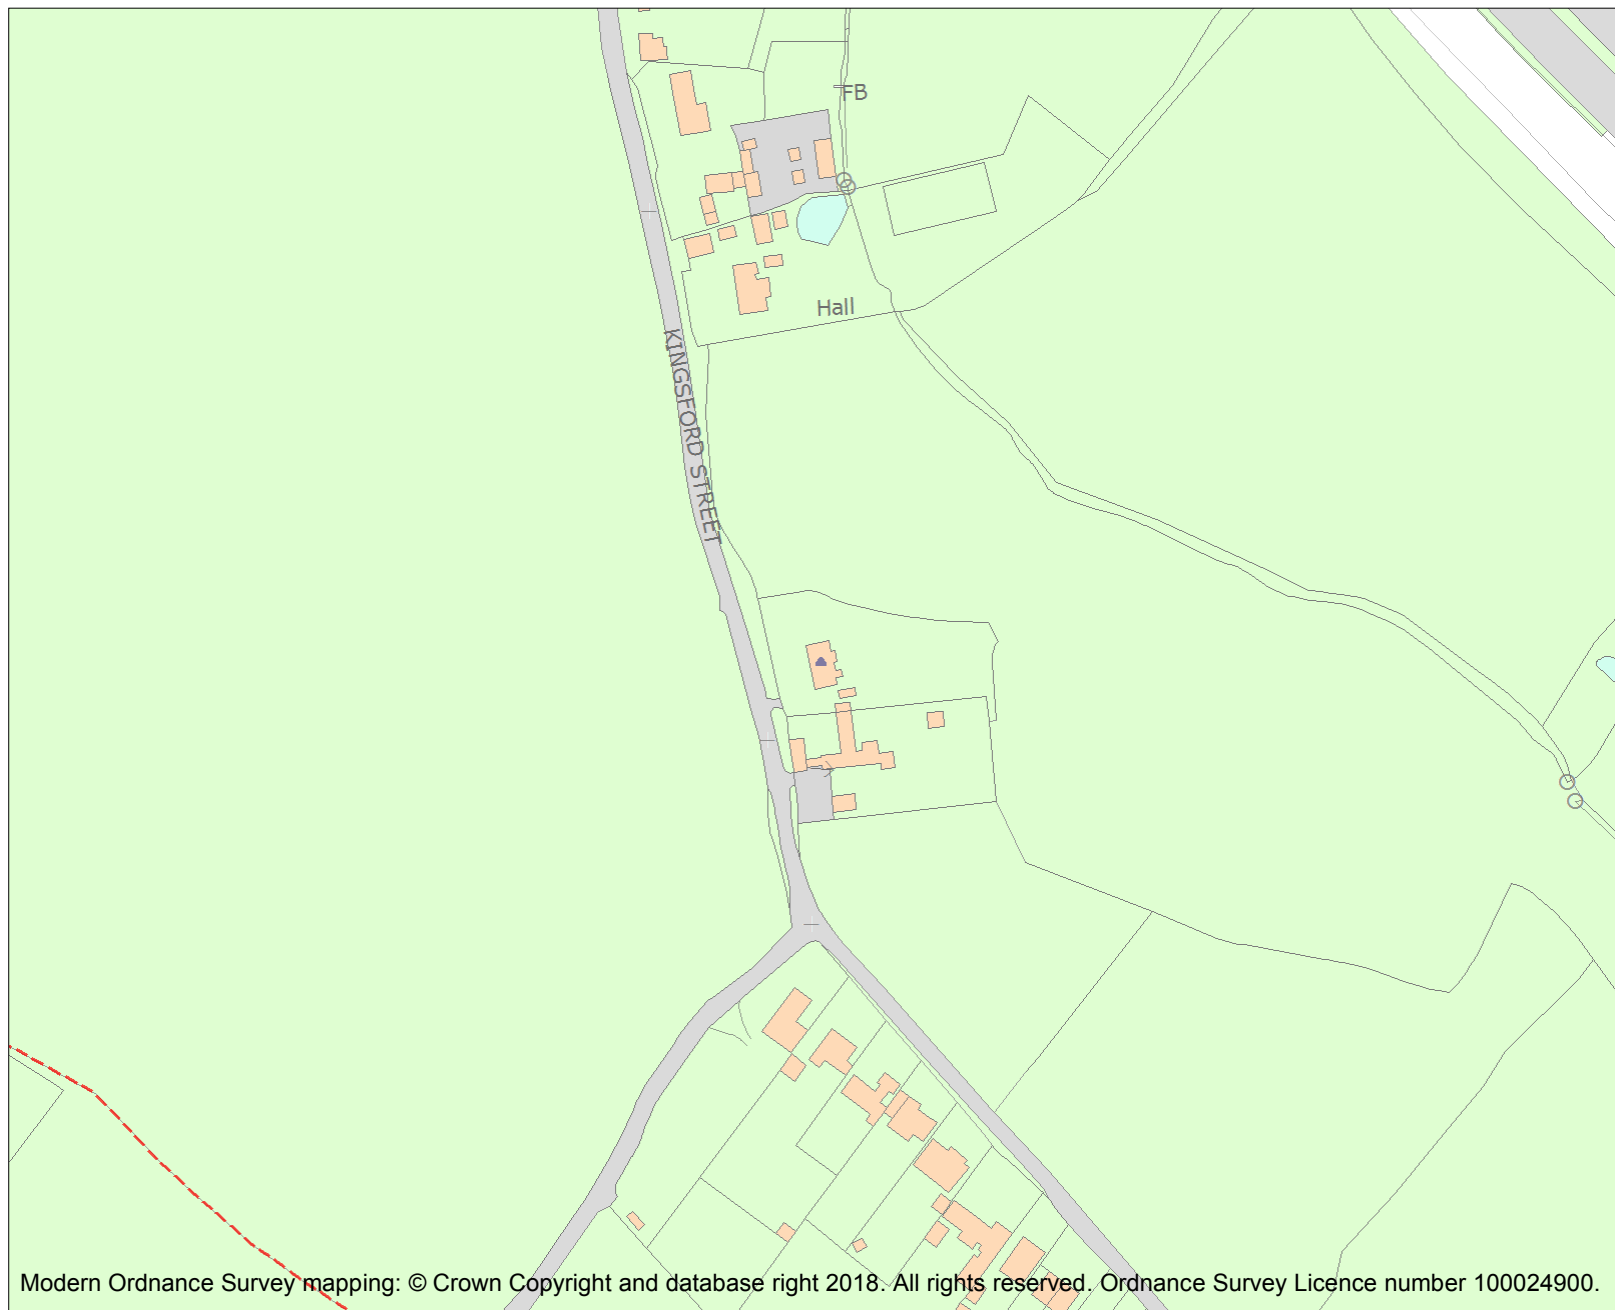 FB
Hall
KINGSFORD STREET
Modern Ordnance Survey mapping: © Crown Copyright and database right 2018. All rights reserved. Ordnance Survey Licence number 100024900.